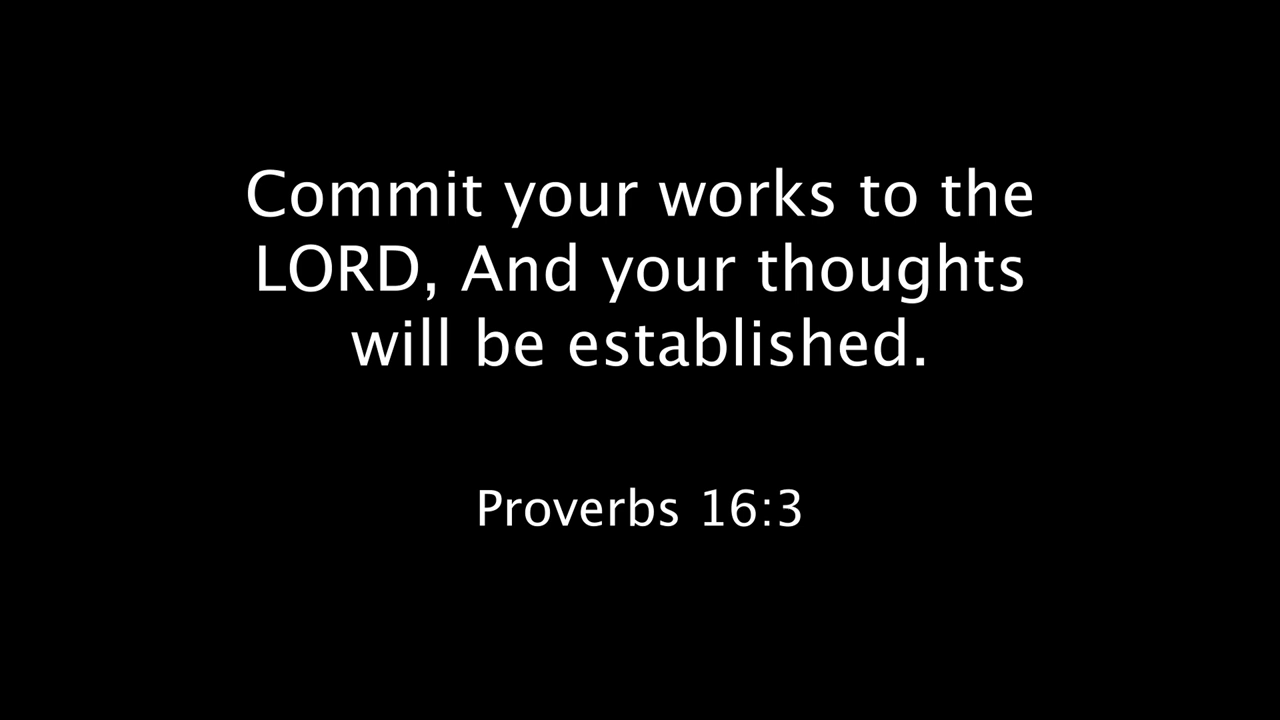 Commit your works to the
LORD, And your thoughts
will be established.
Proverbs 16:3